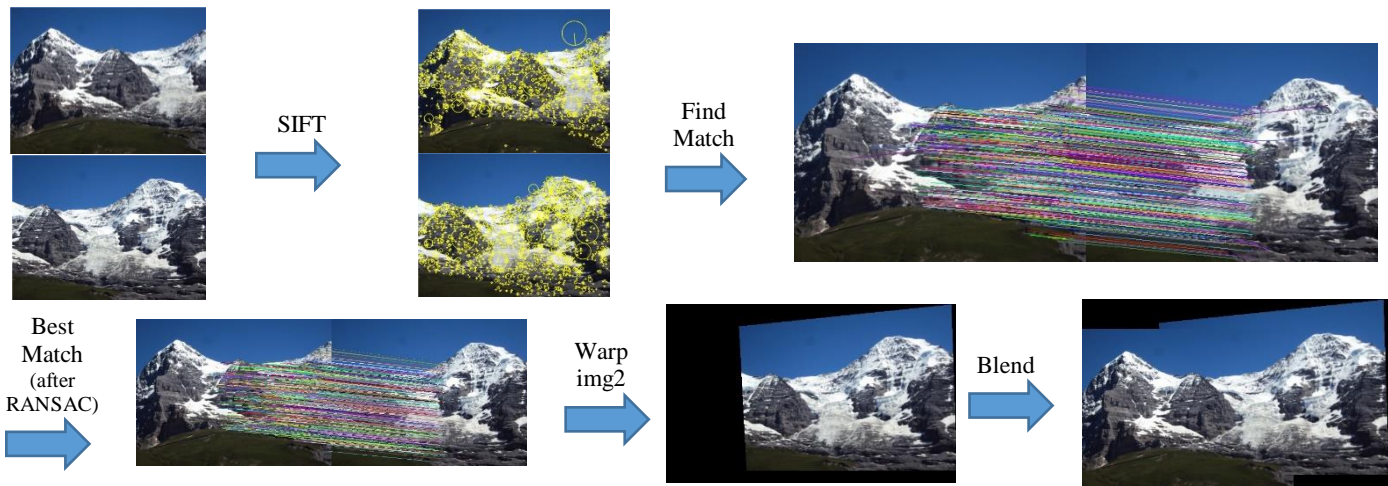 SIFT
Find
Match
Best
Match
(after
RANSAC)
Warp
img2
Blend